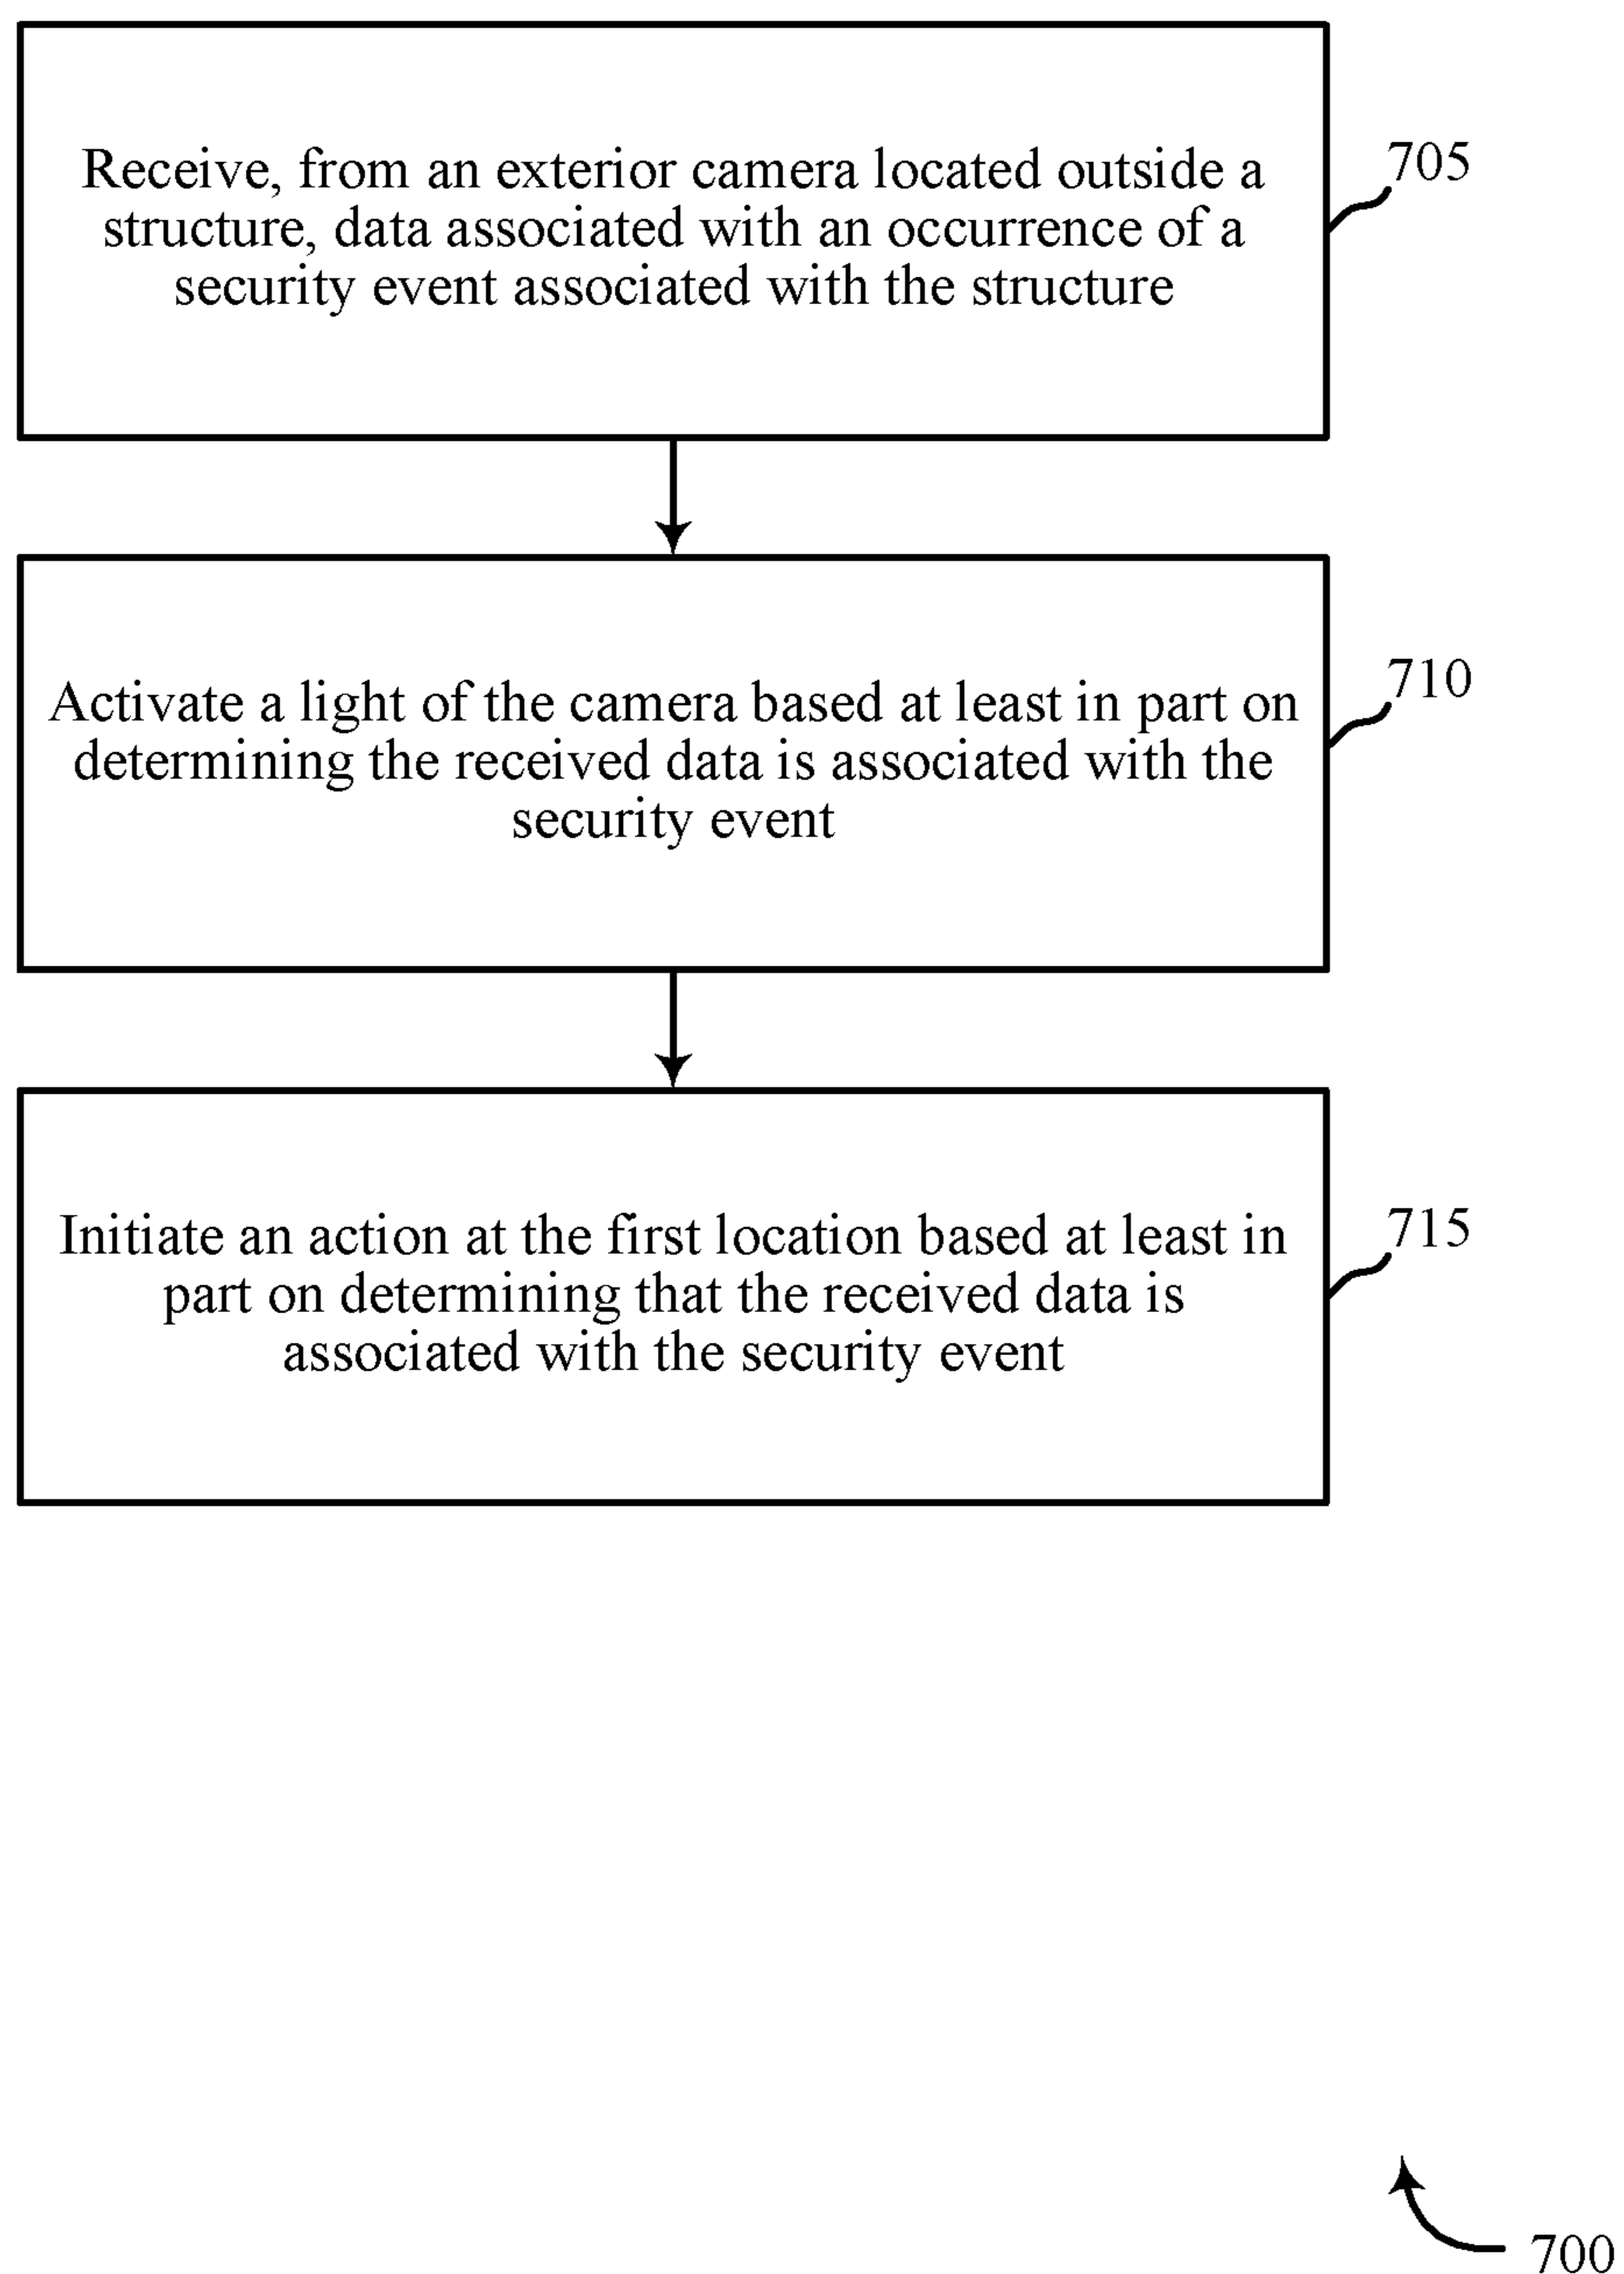 Receive, from an exterior camera located outside a
structure, data associated with an occurrence of a
security event associated with the structure
705
Activate a light of the camera based at least in part on
determining the received data is associated with the
security event
710
Initiate an action at the first location based at least in
part on determining that the received data is
associated with the security event
715
700